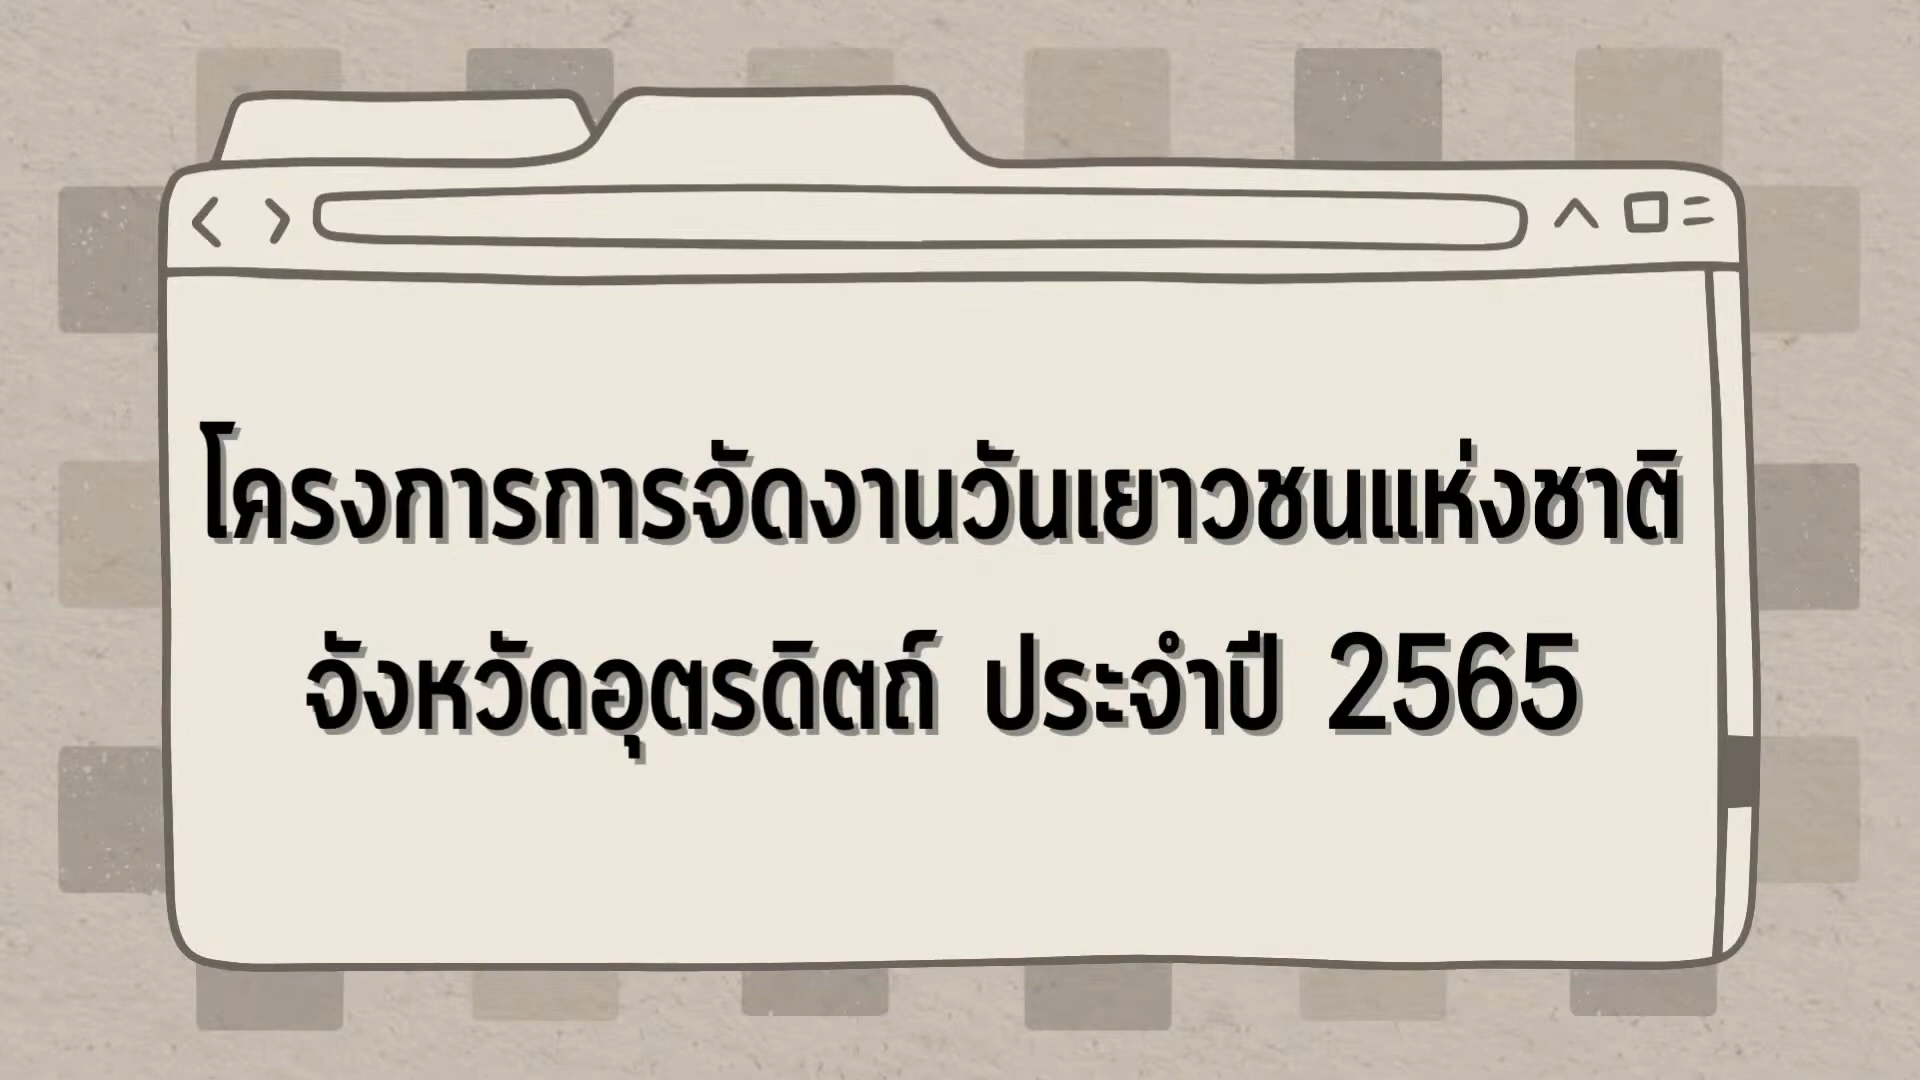 โครงการการจัดงานวันเยาวชนแห่งชาติ
จังหวัดอุตรดิตถ์ ประจำปี 2565